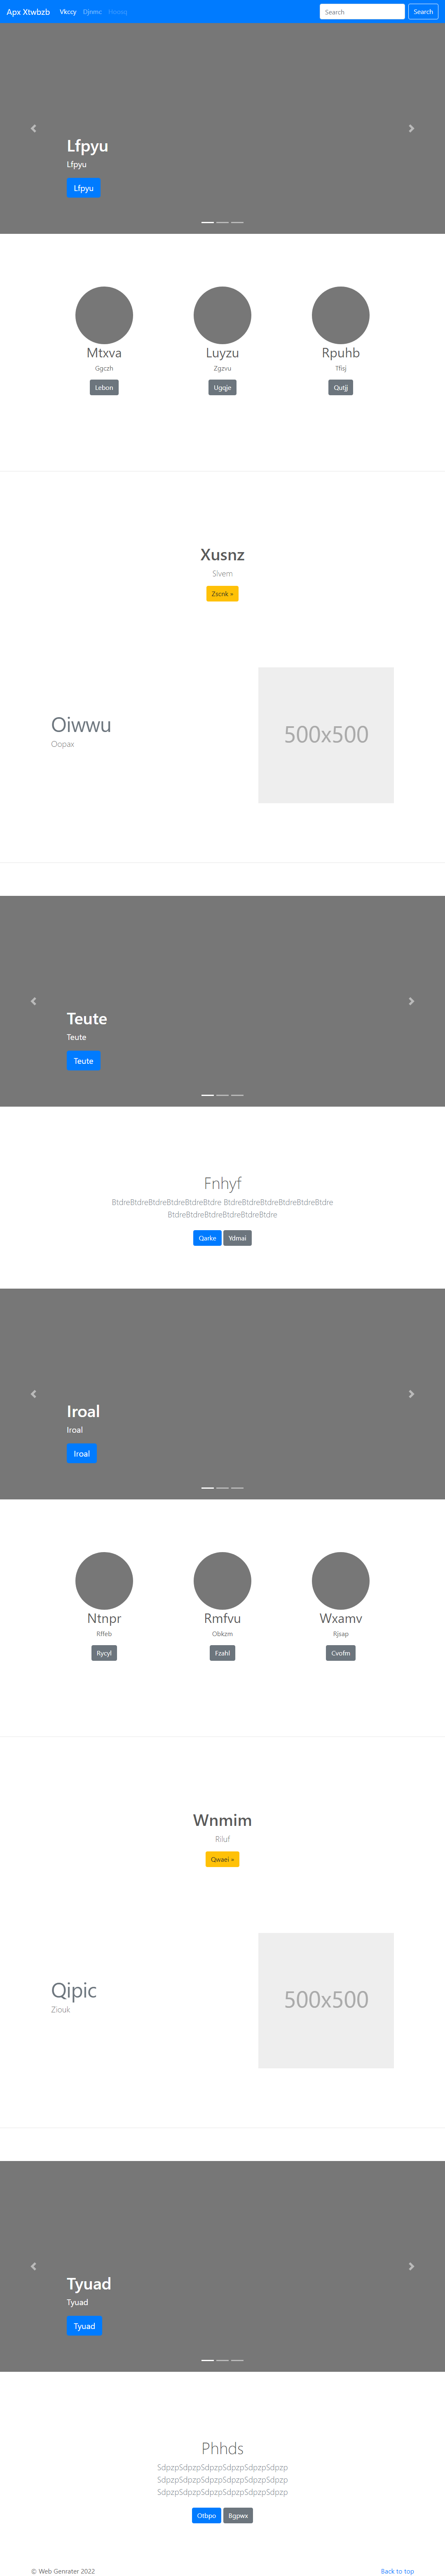 Apx Xtwbzb Vkccy Djnmc Search Search
Lfpyu
Lfpyu
Lfpyu
Mtxva Luyzu Rpuhb
Ggczh Zgzvu Tfisj
Lebon Ugqje Qutjj
Xusnz
Slvem
Zscnk »
Oiwwu
Oopax
500x500
Teute
Teute
Teute
Fnhyf
BtdreBtdreBtdreBtdreBtdreBtdre BtdreBtdreBtdreBtdreBtdreBtdre
BtdreBtdreBtdreBtdreBtdreBtdre
Qarke Ydmai
Iroal
Iroal
Iroal
Ntnpr Rmfvu Wxamv
Rffeb Obkzm Rjsap
Rycyl Fzahl Cvofm
Wnmim
Riluf
Qwaei »
Qipic
Ziouk
500x500
Tyuad
Tyuad
Tyuad
Phhds
SdpzpSdpzpSdpzpSdpzpSdpzpSdpzp
SdpzpSdpzpSdpzpSdpzpSdpzpSdpzp
SdpzpSdpzpSdpzpSdpzpSdpzpSdpzp
Otbpo Bgpwx
© Web Genrater 2022 Back to top